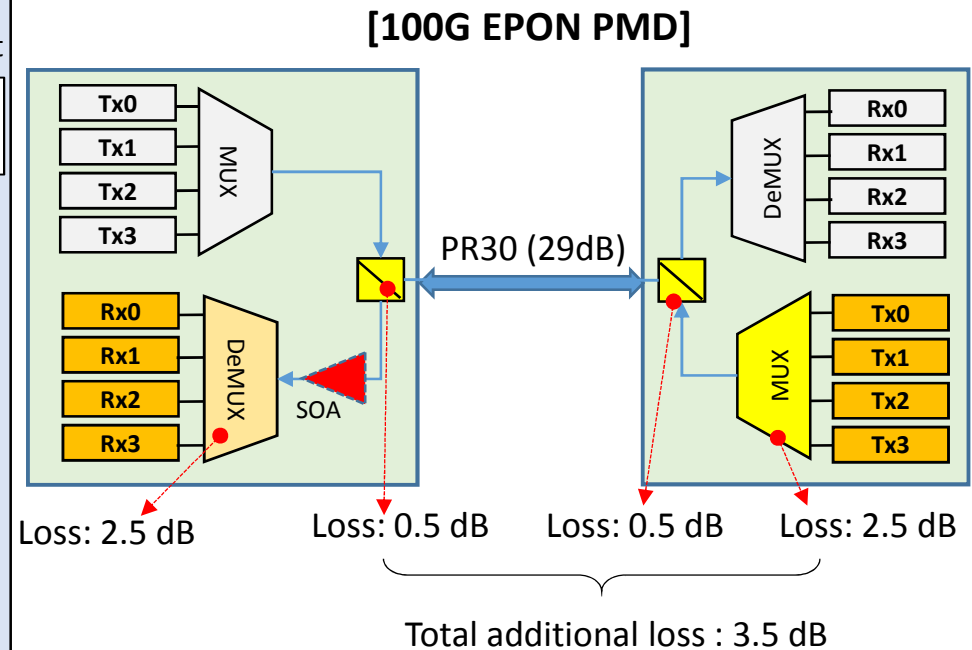 [100G EPON PMD]
Tx0
Tx1
Tx2
Tx3
MUX
Rx0
Rx1
Rx2
Rx3
DeMUX
SOA
PR30 (29dB)
DeMUX
Rx0
Rx1
Rx2
Rx3
MUX
Tx0
Tx1
Tx2
Tx3
Loss: 2.5 dB
Loss: 0.5 dB
Loss: 0.5 dB
Loss: 2.5 dB
Total additional loss : 3.5 dB